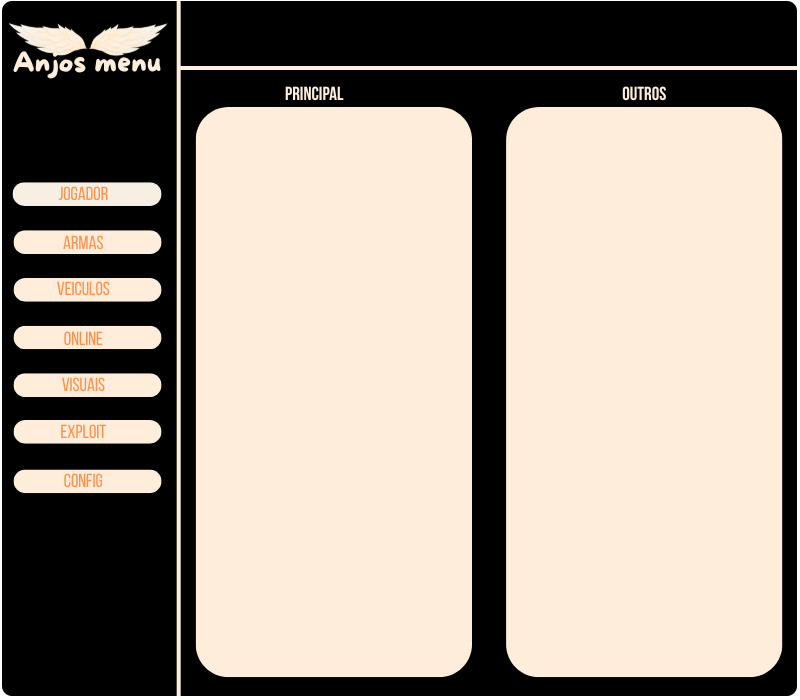 Anjos menu
PRINCIPAL
OUTROS
JOGADOR
ARMAS
VEICULOS
ONLINE
VISUAIS
EXPLOIT
CONFIG